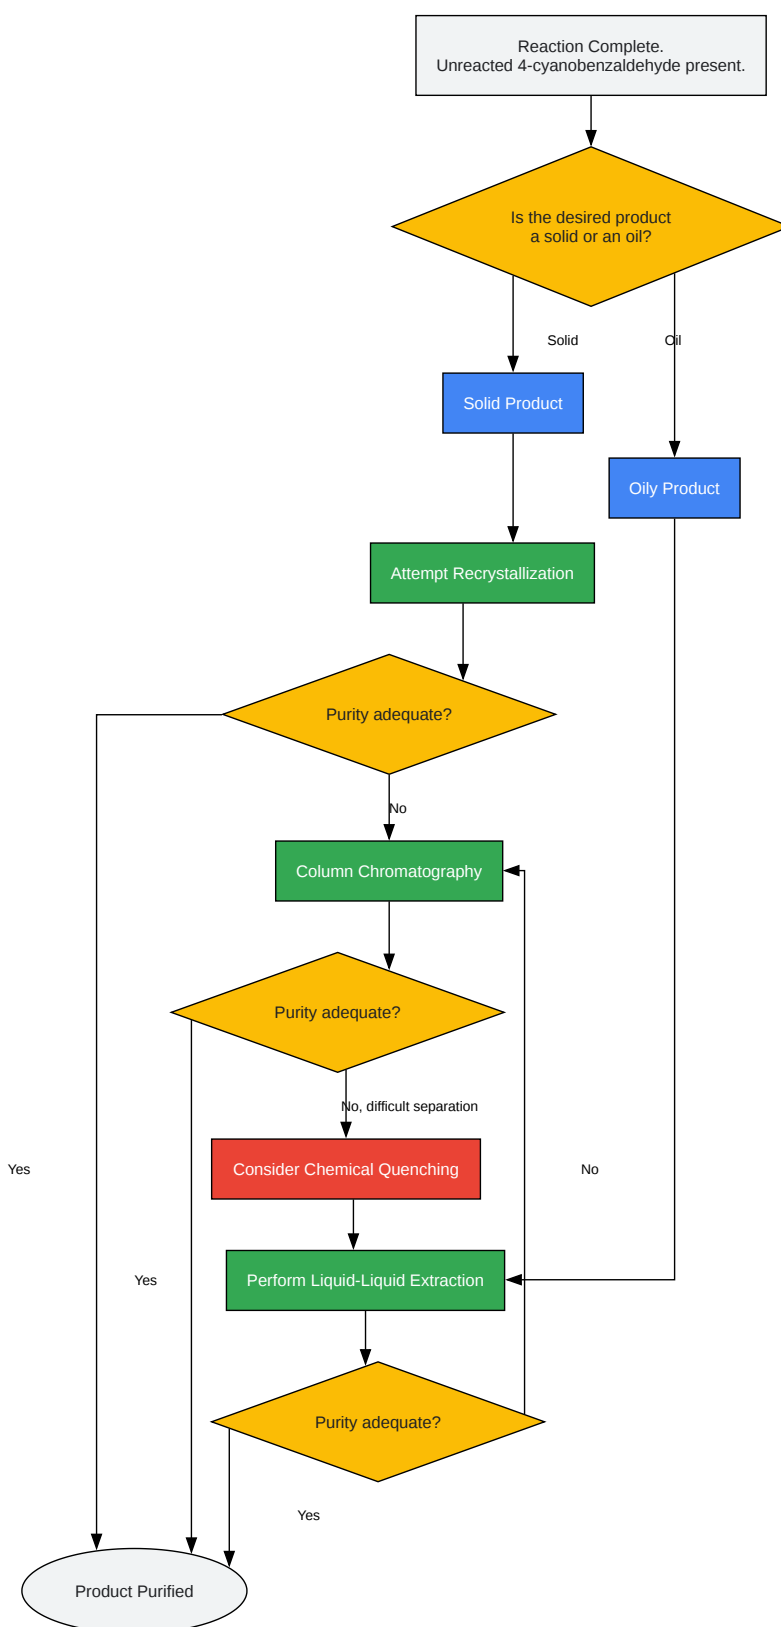 Reaction Complete.
Unreacted 4-cyanobenzaldehyde present.
Is the desired product
a solid or an oil?
Solid
Oil
Solid Product
Oily Product
Attempt Recrystallization
Purity adequate?
No
Column Chromatography
Purity adequate?
No, difficult separation
Consider Chemical Quenching
Yes
No
Perform Liquid-Liquid Extraction
Yes
Purity adequate?
Yes
Product Purified